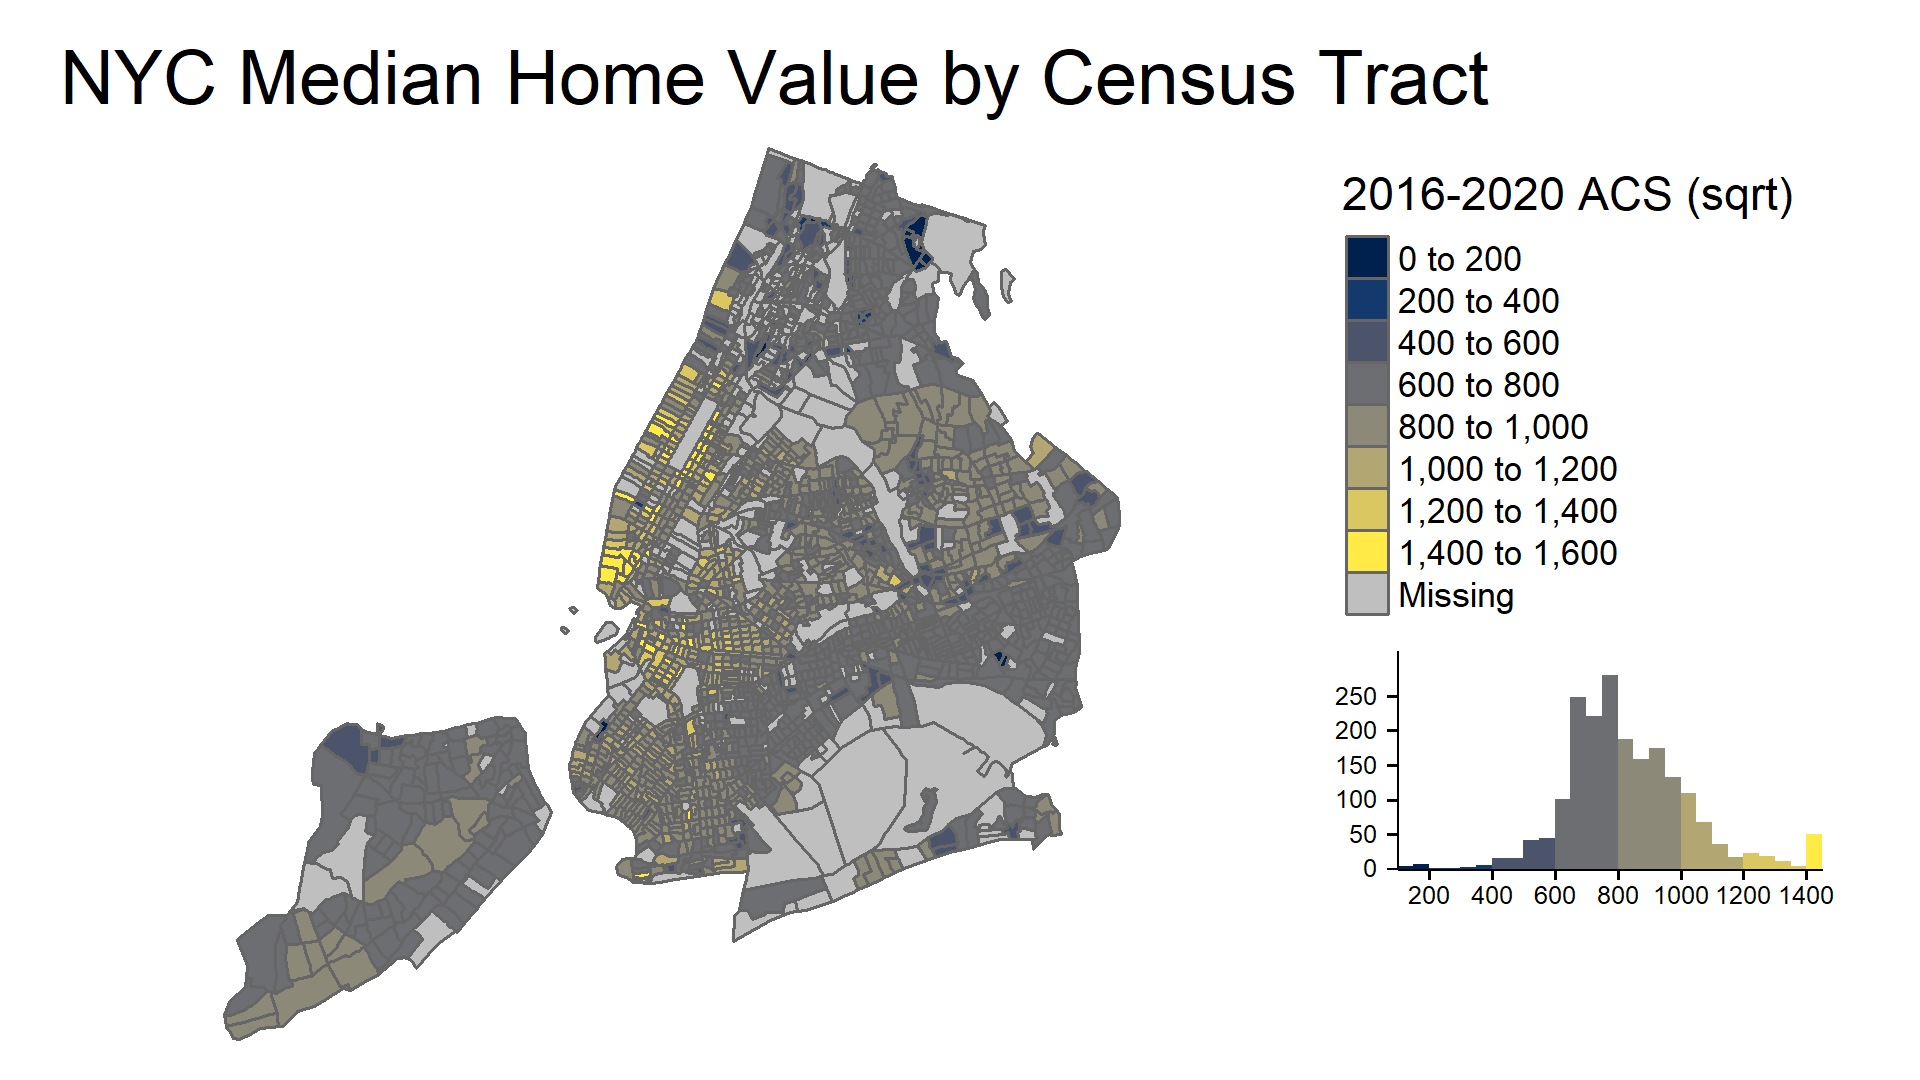 NYC Median Home Value by Census Tract
2016-2020 ACS (sqrt)
0 to 200
200 to 400
400 to 600
600 to 800
800 to 1,000
1,000 to 1,200
1,200 to 1,400
1,400 to 1,600
Missing
250
200
150
100
50
0
200 400 600 800 1000 1200 1400